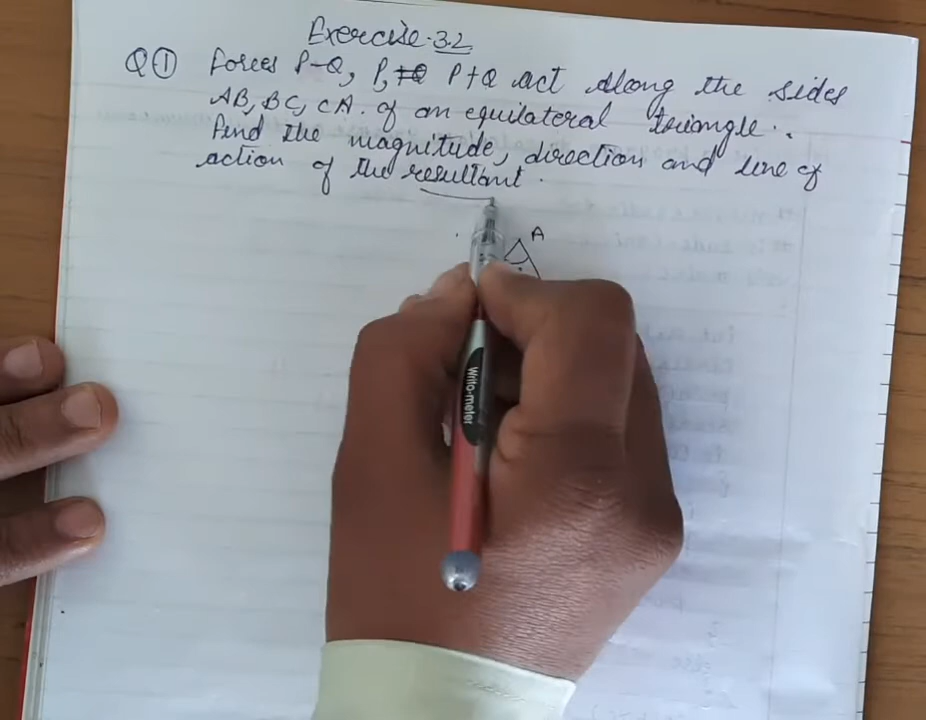 Exercise-3.2
Q① Forces P-Q, P, P+Q act along the sides
AB, BC, CA. of an equilateral triangle.
Find the magnitude, direction and line of
action of the resultant.
A
Write-meter